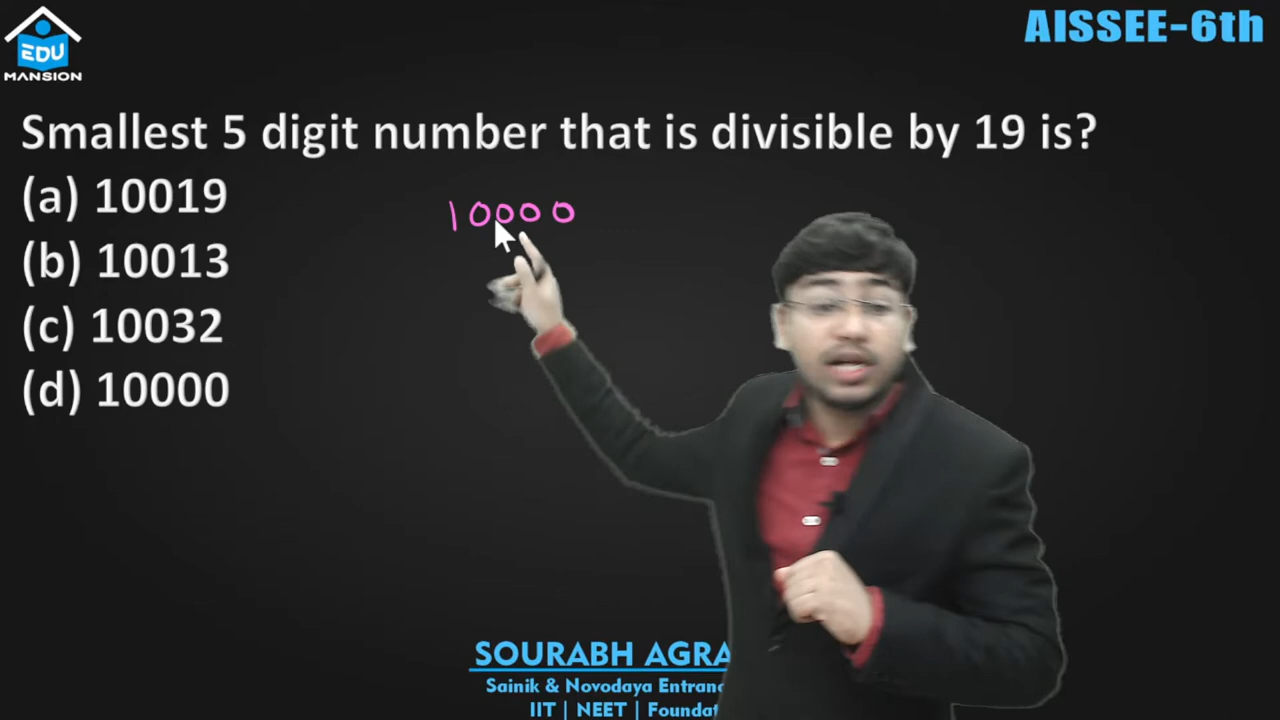 EDU
MANSION
AISSEE-6th
Smallest 5 digit number that is divisible by 19 is?
(a) 10019
10000
(b) 10013
(c) 10032
(d) 10000
SOURABH AGRA
Sainik & Novodaya Entranc
IIT | NEET | Foundat